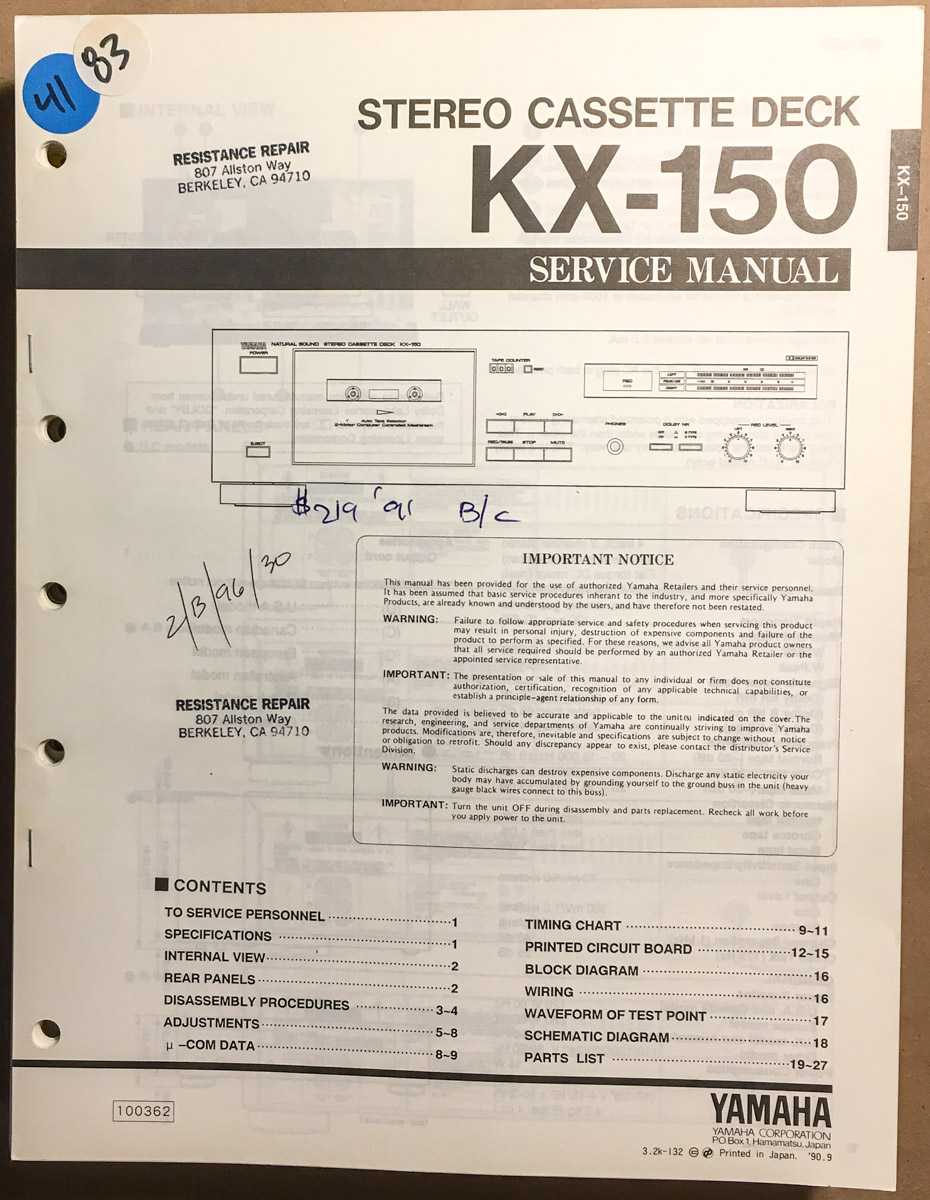 41
83
RESISTANCE REPAIR
807 Allston Way
BERKELEY, CA 94710
STEREO CASSETTE DECK
KX-150
KX-150
SERVICE MANUAL
YAMAHA NATURAL SOUND STEREO CASSETTE DECK KX-150
POWER
EJECT
Auto Tape Selector
2-Motor Computer Controlled Mechanism
TAPE COUNTER
000 RESET
REC
LEFT
RIGHT
PLAY
REC/PAUSE STOP MUTE
PHONES
DOLBY NR
OFF B TYPE
ON C TYPE
REC LEVEL
LEFT RIGHT
$219 '91 B/C
2/B/96/30
IMPORTANT NOTICE
This manual has been provided for the use of authorized Yamaha Retailers and their service personnel.
It has been assumed that basic service procedures inherant to the industry, and more specifically Yamaha
Products, are already known and understood by the users, and have therefore not been restated.
WARNING: Failure to follow appropriate service and safety procedures when servicing this product
may result in personal injury, destruction of expensive components and failure of the
product to perform as specified. For these reasons, we advise all Yamaha product owners
that all service required should be performed by an authorized Yamaha Retailer or the
appointed service representative.
IMPORTANT: The presentation or sale of this manual to any individual or firm does not constitute
authorization, certification, recognition of any applicable technical capabilities, or
establish a principle-agent relationship of any form.
The data provided is believed to be accurate and applicable to the unit(s) indicated on the cover. The
research, engineering, and service departments of Yamaha are continually striving to improve Yamaha
products. Modifications are, therefore, inevitable and specifications are subject to change without notice
or obligation to retrofit. Should any discrepancy appear to exist, please contact the distributor's Service
Division.
WARNING: Static discharges can destroy expensive components. Discharge any static electricity your
body may have accumulated by grounding yourself to the ground buss in the unit (heavy
gauge black wires connect to this buss).
IMPORTANT: Turn the unit OFF during disassembly and parts replacement. Recheck all work before
you apply power to the unit.
RESISTANCE REPAIR
807 Allston Way
BERKELEY, CA 94710
■ CONTENTS
TO SERVICE PERSONNEL ........ 1
SPECIFICATIONS ........ 1
INTERNAL VIEW ........ 2
REAR PANELS ........ 2
DISASSEMBLY PROCEDURES ........ 3~4
ADJUSTMENTS ........ 5~8
μ -COM DATA ........ 8~9
TIMING CHART ........ 9~11
PRINTED CIRCUIT BOARD ........ 12~15
BLOCK DIAGRAM ........ 16
WIRING ........ 16
WAVEFORM OF TEST POINT ........ 17
SCHEMATIC DIAGRAM ........ 18
PARTS LIST ........ 19~27
100362
YAMAHA
YAMAHA CORPORATION
P.O.Box 1, Hamamatsu, Japan
3.2k-132 Printed in Japan. '90.9